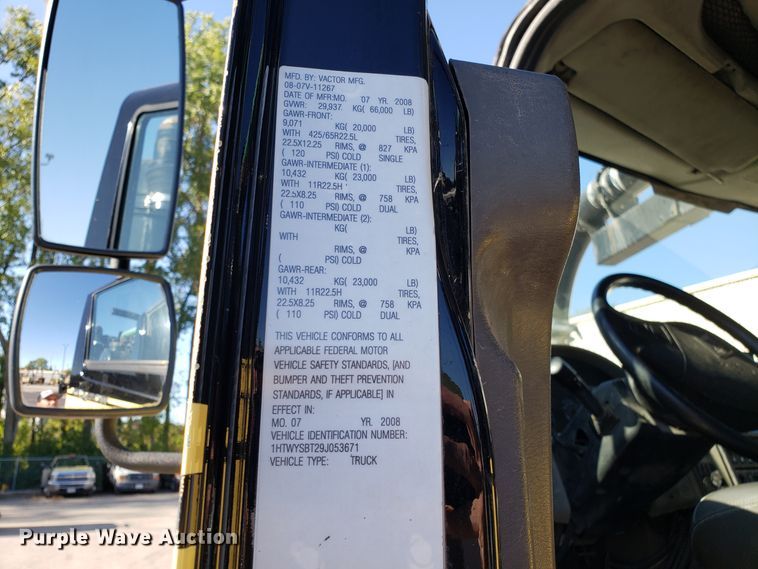 MFD. BY: VACTOR MFG.
08-07V-11267
DATE OF MFR:MO. 07 YR. 2008
GVWR: 29,937 KG( 66,000 LB)
GAWR-FRONT:
9,071 KG( 20,000 LB)
WITH 425/65R22.5L TIRES,
22.5X12.25 RIMS, @ 827 KPA
( 120 PSI) COLD SINGLE
GAWR-INTERMEDIATE (1):
10,432 KG( 23,000 LB)
WITH 11R22.5H TIRES,
22.5X8.25 RIMS, @ 758 KPA
( 110 PSI) COLD DUAL
GAWR-INTERMEDIATE (2):
KG( LB)
WITH TIRES,
RIMS, @ KPA
( PSI) COLD
GAWR-REAR:
10,432 KG( 23,000 LB)
WITH 11R22.5H TIRES,
22.5X8.25 RIMS, @ 758 KPA
( 110 PSI) COLD DUAL
THIS VEHICLE CONFORMS TO ALL
APPLICABLE FEDERAL MOTOR
VEHICLE SAFETY STANDARDS, [AND
BUMPER AND THEFT PREVENTION
STANDARDS, IF APPLICABLE] IN
EFFECT IN:
MO. 07 YR. 2008
VEHICLE IDENTIFICATION NUMBER:
1HTWYSBT29J053671
VEHICLE TYPE: TRUCK
Purple Wave Auction